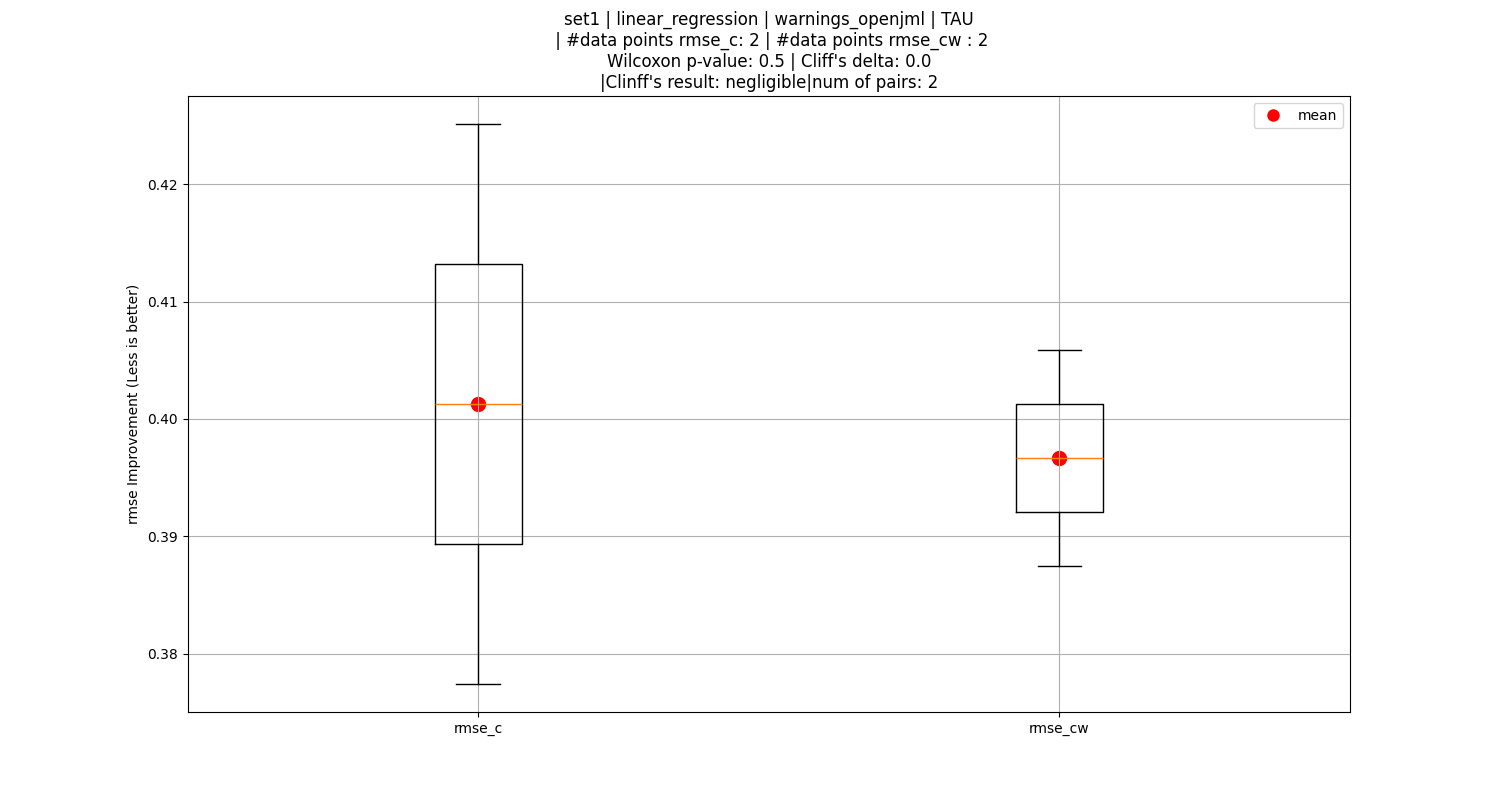 set1 | linear_regression | warnings_openjml | TAU
| #data points rmse_c: 2 | #data points rmse_cw : 2
Wilcoxon p-value: 0.5 | Cliff's delta: 0.0
|Clinff's result: negligible|num of pairs: 2
mean
0.42
0.41
0.40
0.39
0.38
rmse Improvement (Less is better)
rmse_c
rmse_cw